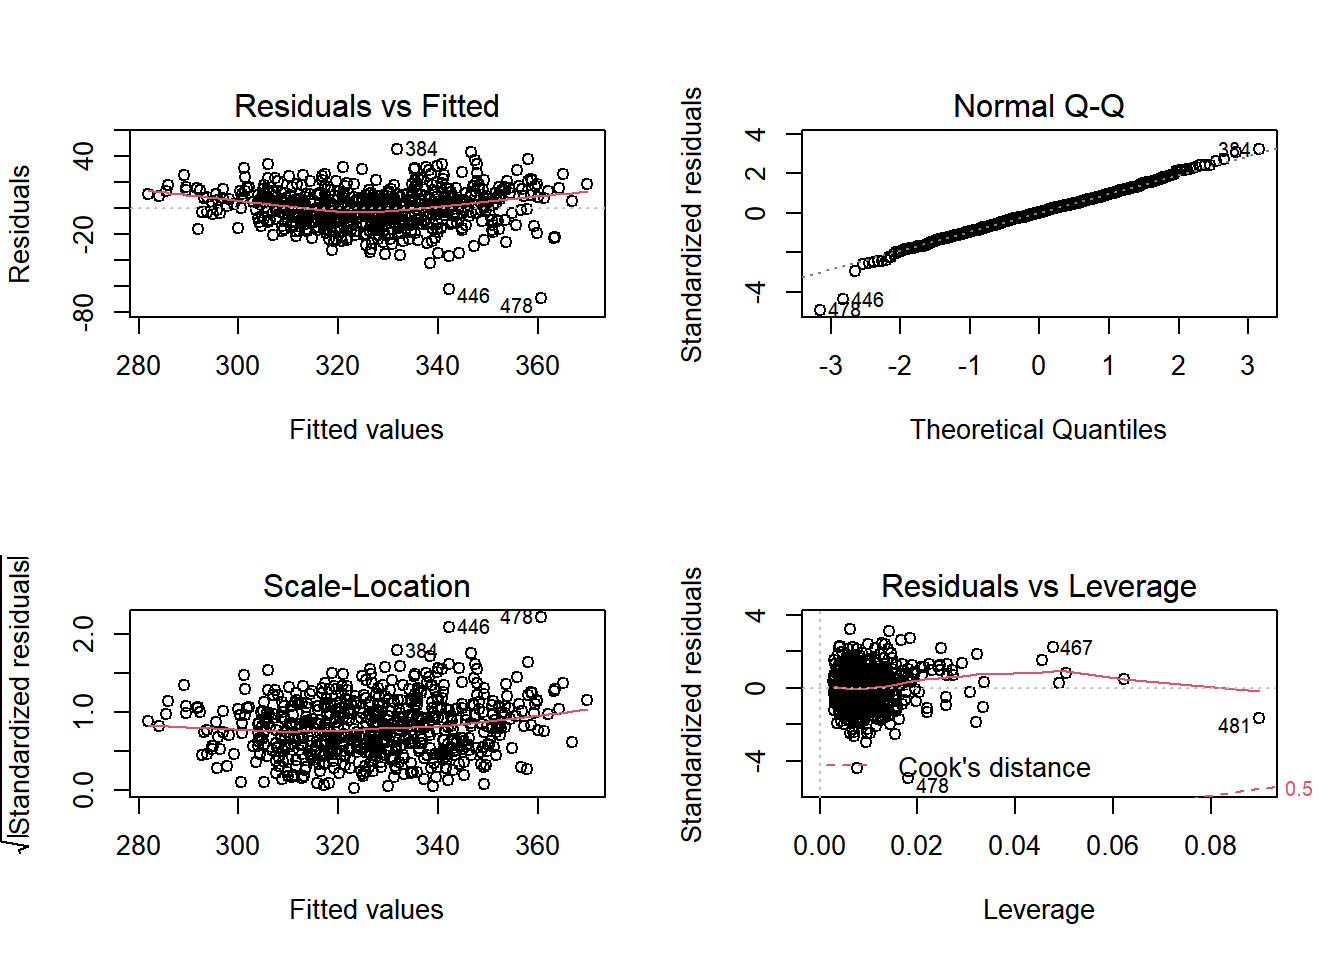 Residuals vs Fitted
Residuals
40
-20
-80
384
446
478
280 300 320 340 360
Fitted values
Normal Q-Q
Standardized residuals
4
2
0
-4
384
446
478
-3 -2 -1 0 1 2 3
Theoretical Quantiles
Scale-Location
√|Standardized residuals|
2.0
1.0
0.0
478
446
384
280 300 320 340 360
Fitted values
Residuals vs Leverage
Standardized residuals
4
0
-4
467
481
Cook's distance
478
0.5
0.00 0.02 0.04 0.06 0.08
Leverage